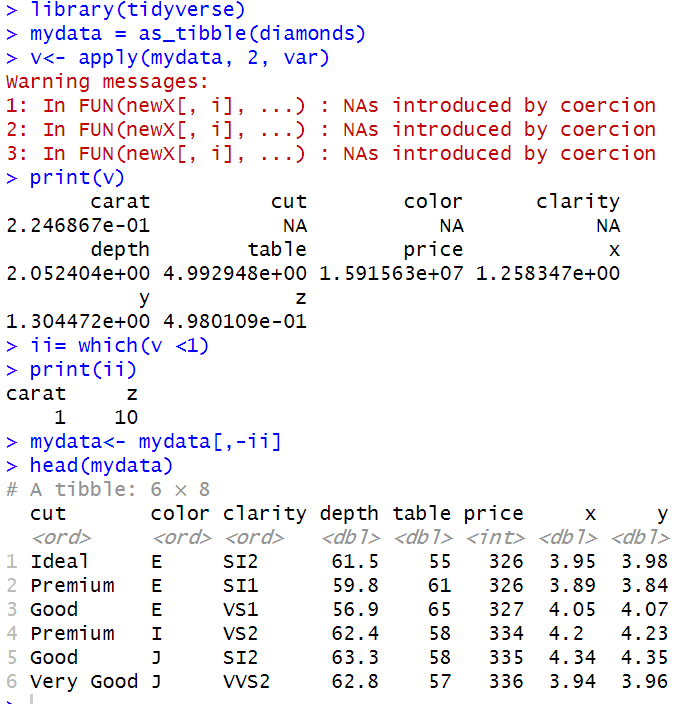 > library(tidyverse)
> mydata = as_tibble(diamonds)
> v<- apply(mydata, 2, var)
Warning messages:
1: In FUN(newX[, i], ...) : NAs introduced by coercion
2: In FUN(newX[, i], ...) : NAs introduced by coercion
3: In FUN(newX[, i], ...) : NAs introduced by coercion
> print(v)
carat cut color clarity
2.246867e-01 NA NA NA
depth table price x
2.052404e+00 4.992948e+00 1.591563e+07 1.258347e+00
y z
1.304472e+00 4.980109e-01
> ii= which(v <1)
> print(ii)
carat z
1 10
> mydata<- mydata[,-ii]
> head(mydata)
# A tibble: 6 × 8
cut color clarity depth table price x y
<ord> <ord> <ord> <dbl> <dbl> <int> <dbl> <dbl>
1 Ideal E SI2 61.5 55 326 3.95 3.98
2 Premium E SI1 59.8 61 326 3.89 3.84
3 Good E VS1 56.9 65 327 4.05 4.07
4 Premium I VS2 62.4 58 334 4.2 4.23
5 Good J SI2 63.3 58 335 4.34 4.35
6 Very Good J VVS2 62.8 57 336 3.94 3.96
>